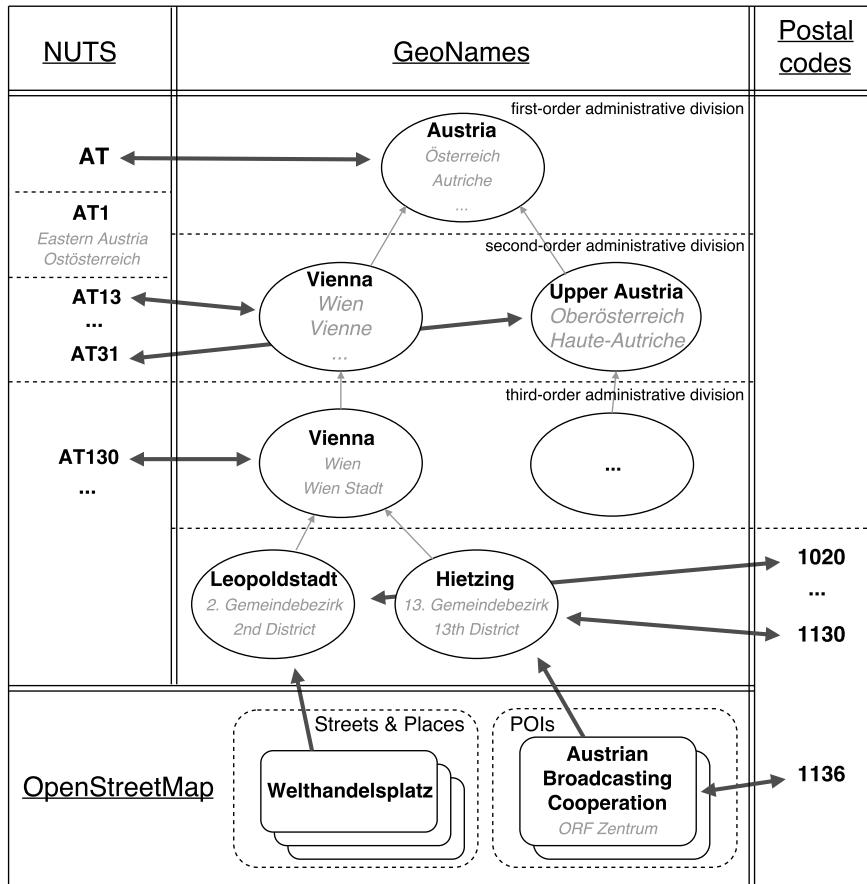 NUTS
GeoNames
Postal
codes
first-order administrative division
Austria
Österreich
Autriche
...
AT
AT1
Eastern Austria
Ostösterreich
second-order administrative division
Vienna
Wien
Vienne
...
Upper Austria
Oberösterreich
Haute-Autriche
AT13
...
AT31
third-order administrative division
Vienna
Wien
Wien Stadt
...
AT130
...
Leopoldstadt
2. Gemeindebezirk
2nd District
Hietzing
13. Gemeindebezirk
13th District
1020
...
1130
OpenStreetMap
Streets & Places
Welthandelsplatz
POIs
Austrian
Broadcasting
Cooperation
ORF Zentrum
1136